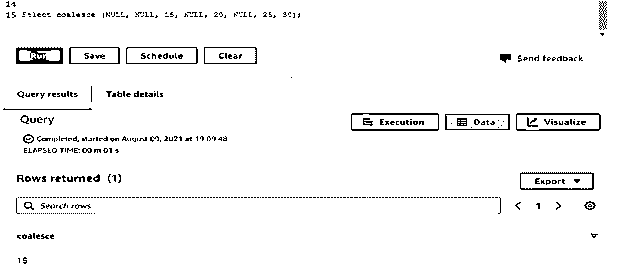 14
15 Select coalesce (NULL, NULL, 15, NULL, 20, NULL, 25, 30);
Run Save Schedule Clear
Send feedback
Query results Table details
Query
Execution Data Visualize
Completed, started on August 09, 2021 at 19:09:48
ELAPSED TIME: 00 m 01 s
Rows returned (1)
Export
Search rows
< 1 >
coalesce
15